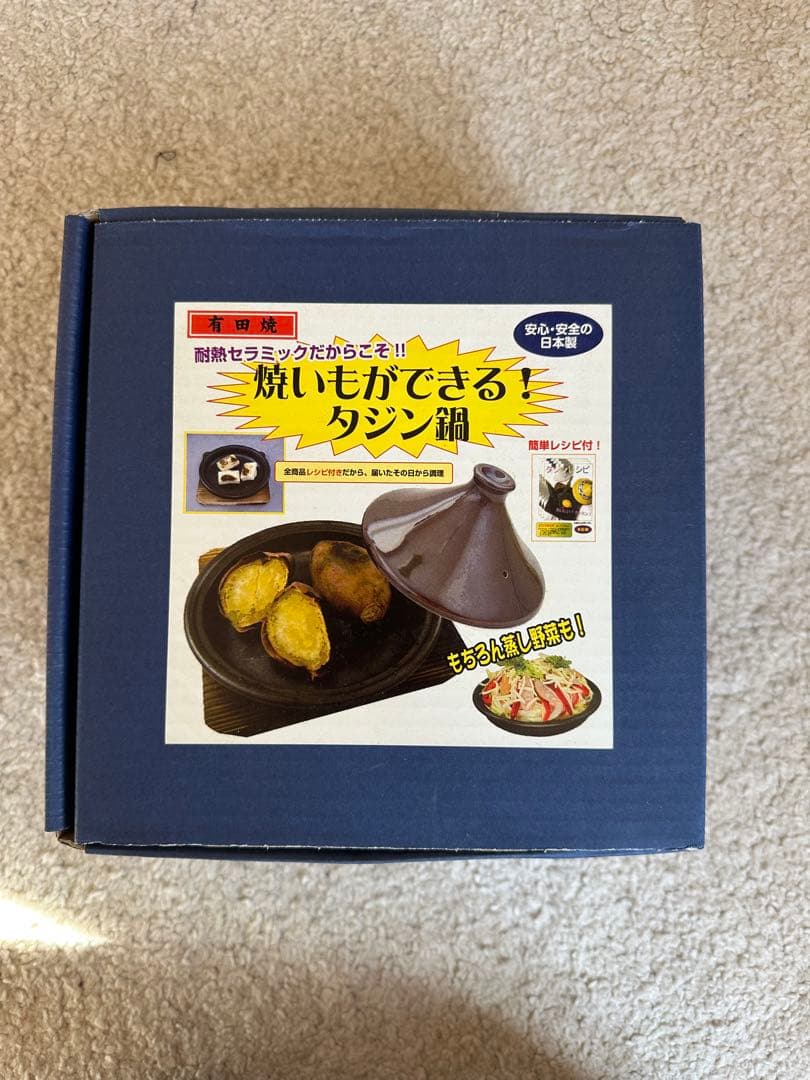 有田焼
安心・安全の
日本製
耐熱セラミックだからこそ!!
焼いもができる!
タジン鍋
簡単レシピ付!
全商品レシピ付きだから、届いたその日から調理
もちろん蒸し野菜も!